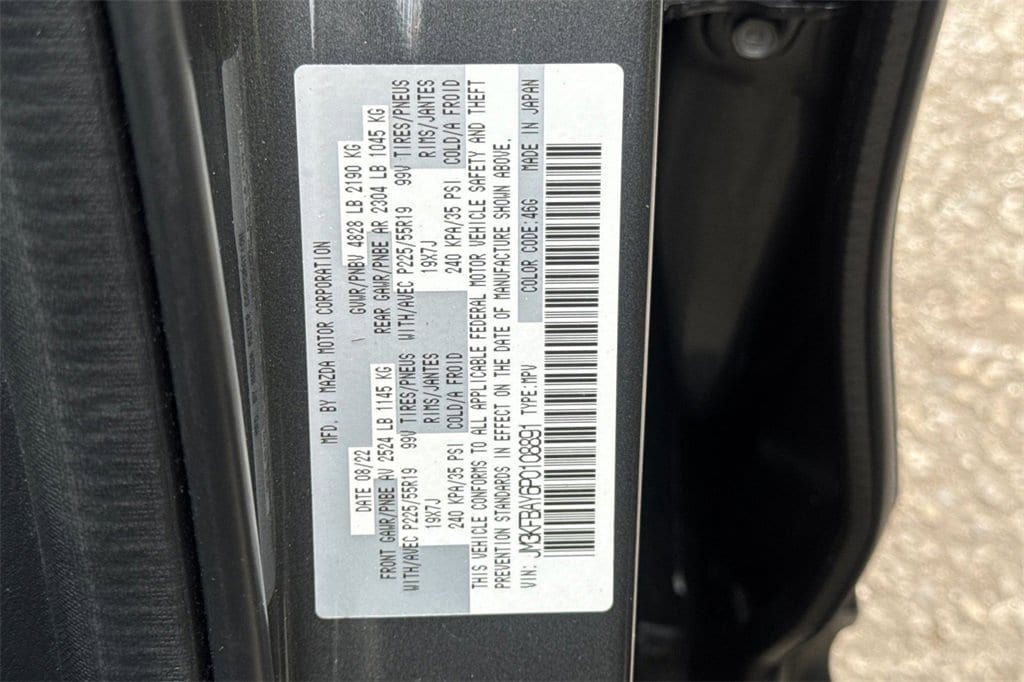 MFD. BY MAZDA MOTOR CORPORATION
DATE 08/22 GVWR/PNBV 4828 LB 2190 KG
FRONT GAWR/PNBE AV 2524 LB 1145 KG REAR GAWR/PNBE AR 2304 LB 1045 KG
WITH/AVEC P225/55R19 99V TIRES/PNEUS WITH/AVEC P225/55R19 99V TIRES/PNEUS
19X7J RIMS/JANTES 19X7J RIMS/JANTES
240 KPA/35 PSI COLD/A FROID 240 KPA/35 PSI COLD/A FROID
THIS VEHICLE CONFORMS TO ALL APPLICABLE FEDERAL MOTOR VEHICLE SAFETY AND THEFT
PREVENTION STANDARDS IN EFFECT ON THE DATE OF MANUFACTURE SHOWN ABOVE.
VIN: JM3KFBAY6P0108891 TYPE:MPV COLOR CODE:46G MADE IN JAPAN